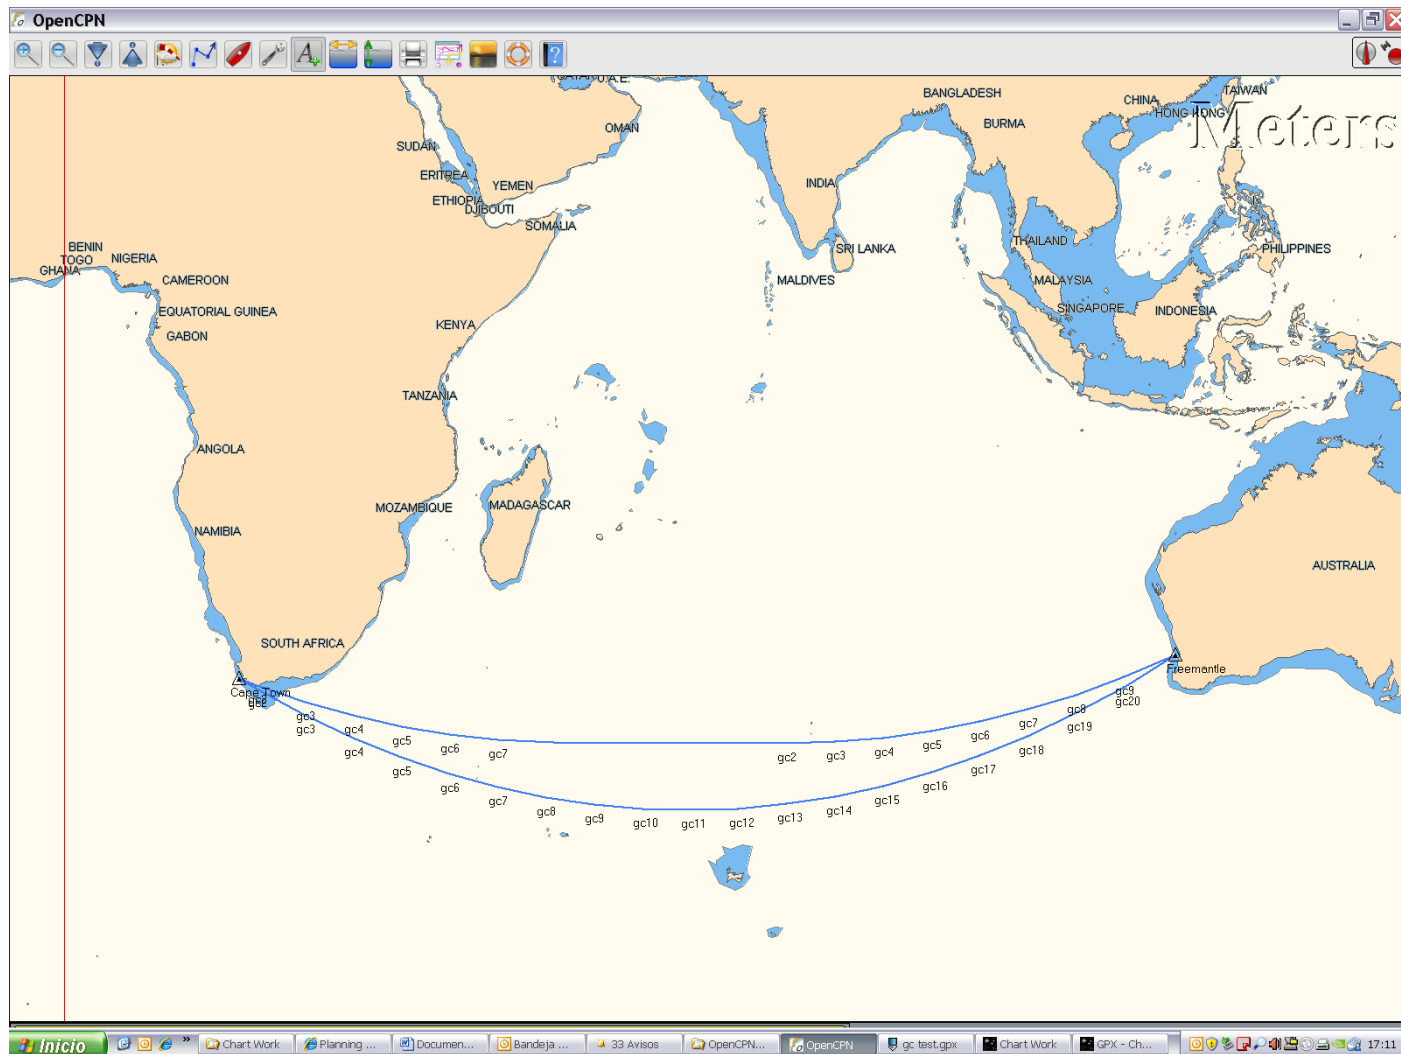 OpenCPN
Meters
BANGLADESH
CHINA
TAIWAN
HONG KONG
BURMA
U.A.E.
OMAN
SUDAN
ERITREA
YEMEN
ETHIOPIA
DJIBOUTI
SOMALIA
INDIA
SRI LANKA
MALDIVES
THAILAND
MALAYSIA
SINGAPORE
INDONESIA
PHILIPPINES
BENIN
TOGO
NIGERIA
GHANA
CAMEROON
EQUATORIAL GUINEA
GABON
KENYA
TANZANIA
ANGOLA
MOZAMBIQUE
MADAGASCAR
NAMIBIA
AUSTRALIA
SOUTH AFRICA
Cape Town
Freemantle
gc3
gc4
gc5
gc6
gc7
gc2
gc3
gc4
gc5
gc6
gc7
gc8
gc9
gc3
gc4
gc5
gc6
gc7
gc8
gc9
gc10
gc11
gc12
gc13
gc14
gc15
gc16
gc17
gc18
gc19
gc20
Inicio
Chart Work
Planning ...
Documen...
Bandeja ...
33 Avisos
OpenCPN...
OpenCPN
gc test.gpx
Chart Work
GPX - Ch...
17:11